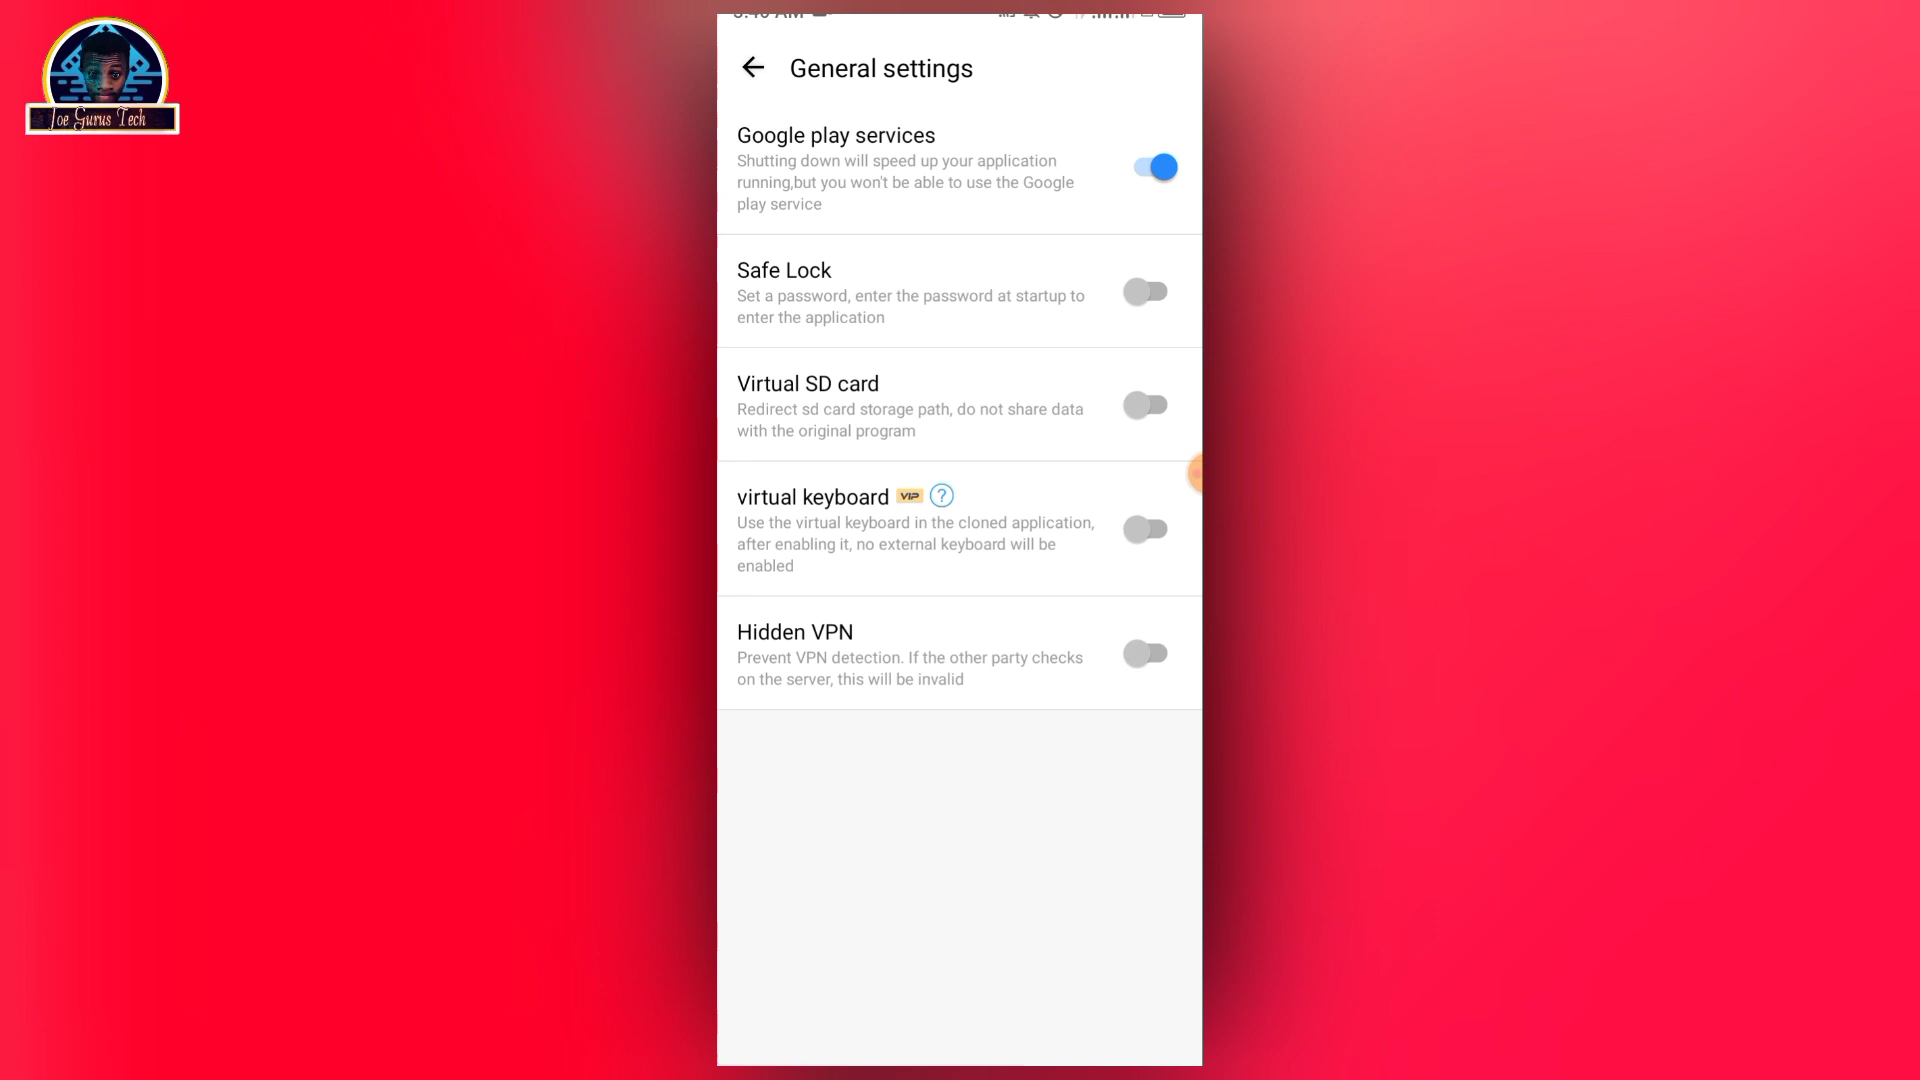 Joe Gurus Tech
General settings
Google play services
Shutting down will speed up your application
running,but you won't be able to use the Google
play service
Safe Lock
Set a password, enter the password at startup to
enter the application
Virtual SD card
Redirect sd card storage path, do not share data
with the original program
virtual keyboard VIP ?
Use the virtual keyboard in the cloned application,
after enabling it, no external keyboard will be
enabled
Hidden VPN
Prevent VPN detection. If the other party checks
on the server, this will be invalid